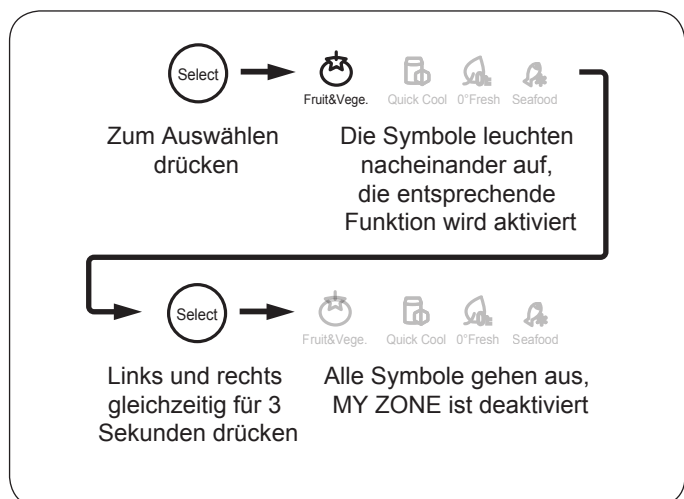 Select
Fruit&Vege. Quick Cool 0°Fresh Seafood
Zum Auswählen
drücken
Die Symbole leuchten
nacheinander auf,
die entsprechende
Funktion wird aktiviert
Select
Fruit&Vege. Quick Cool 0°Fresh Seafood
Links und rechts
gleichzeitig für 3
Sekunden drücken
Alle Symbole gehen aus,
MY ZONE ist deaktiviert